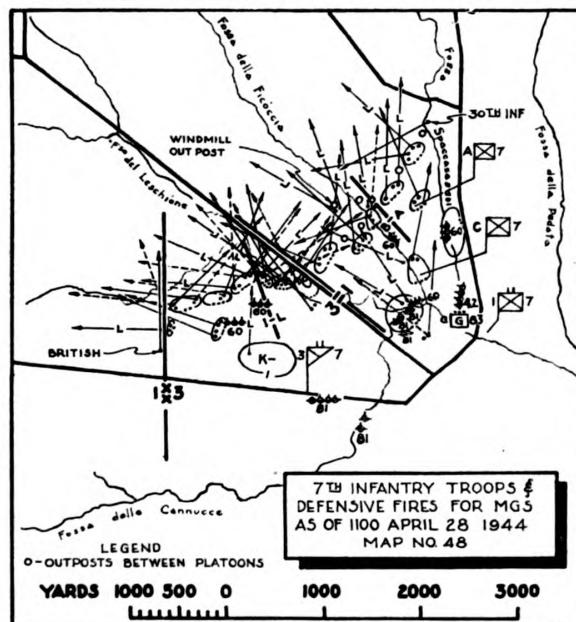 Fossa della Ficoccia
Fossa
Spaccasassi
Fossa della Pedata
30TH INF
WINDMILL
OUT POST
A 7
C 7
1 7
60
60
42
G 83
81
60
60
I-L
K-
1
3 7
81
81
BRITISH
1 3
Fosso delle Cannucce
7TH INFANTRY TROOPS &
DEFENSIVE FIRES FOR MGS
AS OF 1100 APRIL 28 1944
MAP NO. 48
LEGEND
O-OUTPOSTS BETWEEN PLATOONS
YARDS 1000 500 0 1000 2000 3000